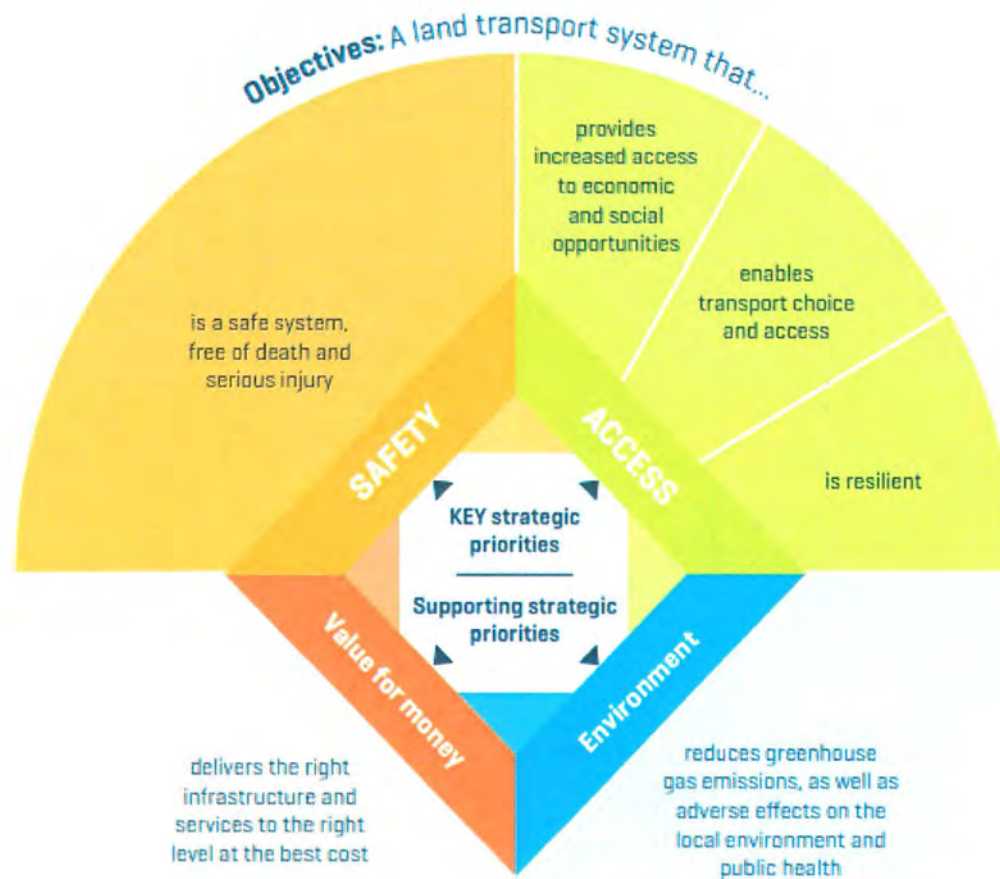 Objectives: A land transport system that...
provides
increased access
to economic
and social
opportunities
enables
transport choice
and access
is a safe system,
free of death and
serious injury
is resilient
SAFETY
ACCESS
KEY strategic
priorities
Supporting strategic
priorities
Value for money
Environment
delivers the right
infrastructure and
services to the right
level at the best cost
reduces greenhouse
gas emissions, as well as
adverse effects on the
local environment and
public health